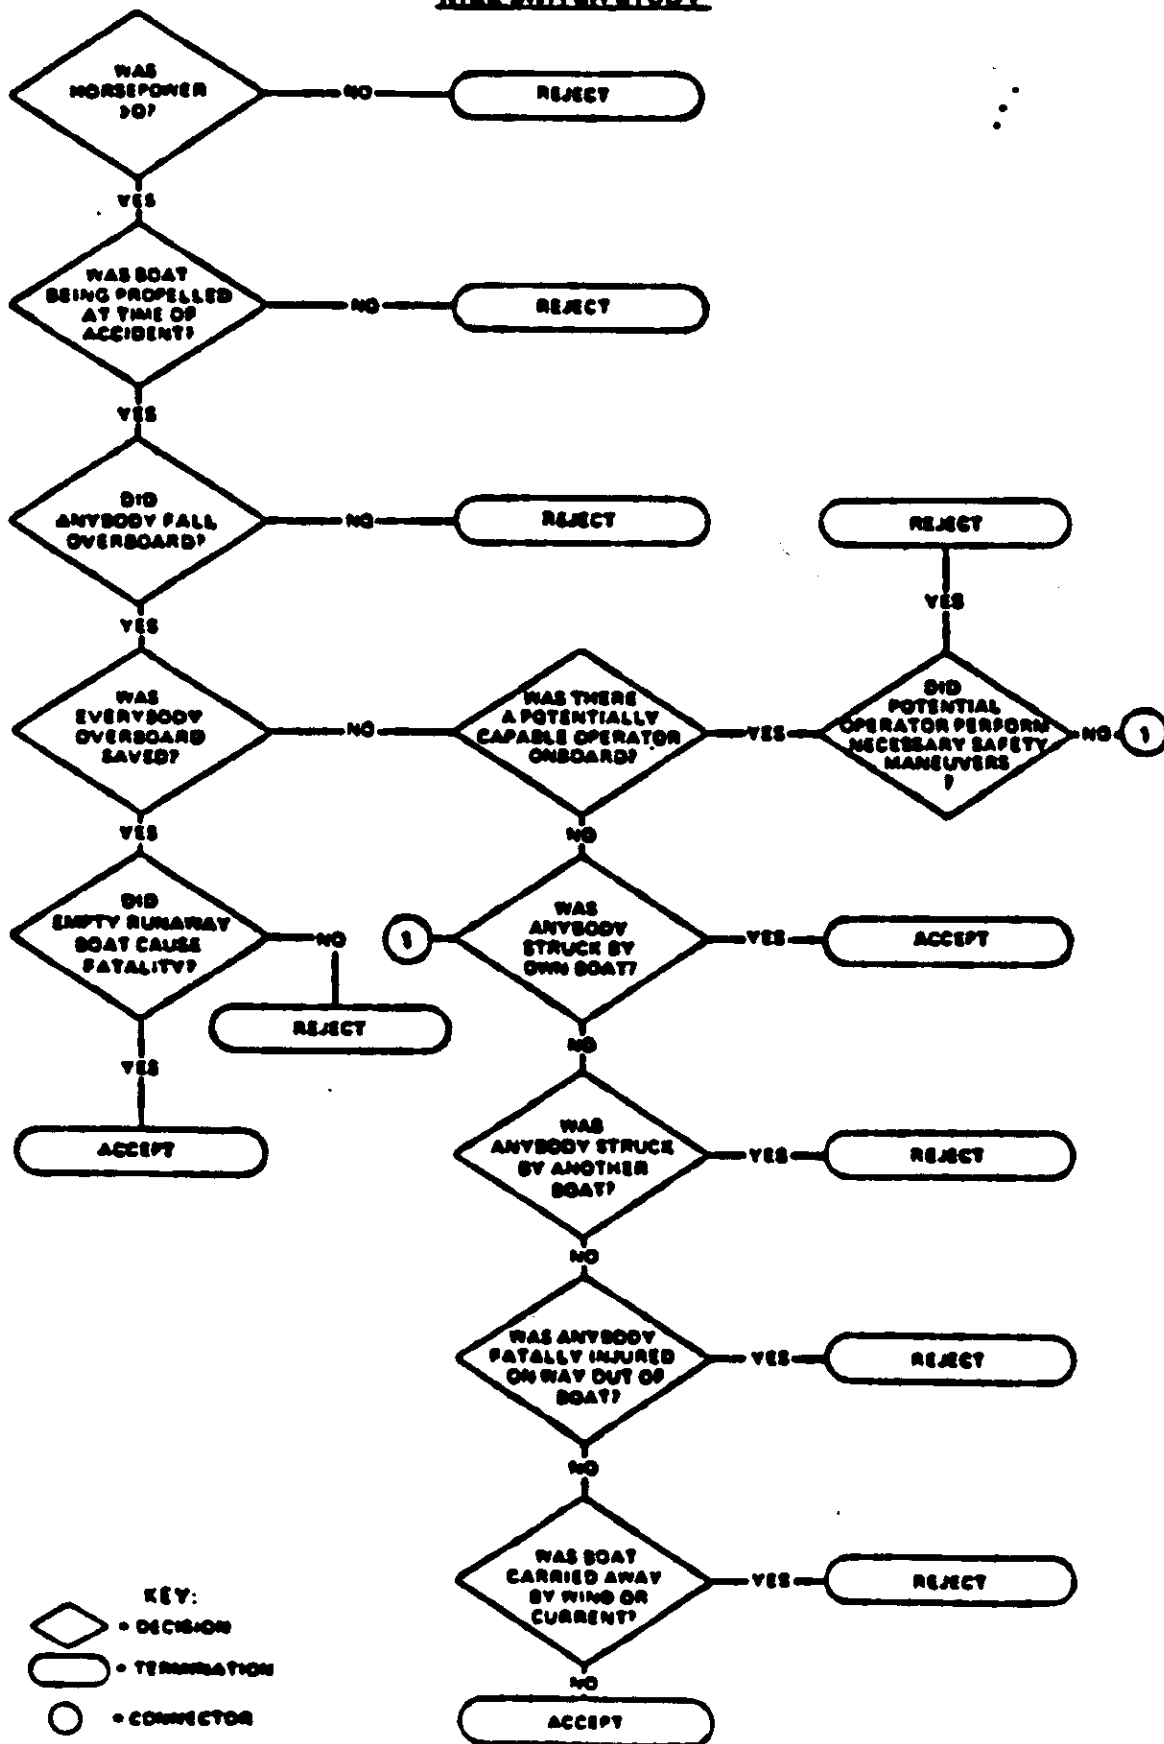 WAS
HORSEPOWER
>0?
NO
REJECT
YES
WAS BOAT
BEING PROPELLED
AT TIME OF
ACCIDENT?
NO
REJECT
YES
DID
ANYBODY FALL
OVERBOARD?
NO
REJECT
REJECT
YES
YES
WAS
EVERYBODY
OVERBOARD
SAVED?
NO
WAS THERE
A POTENTIALLY
CAPABLE OPERATOR
ONBOARD?
YES
DID
POTENTIAL
OPERATOR PERFORM
NECESSARY SAFETY
MANEUVERS
?
NO
1
YES
NO
DID
EMPTY RUNAWAY
BOAT CAUSE
FATALITY?
NO
REJECT
YES
ACCEPT
1
WAS
ANYBODY
STRUCK BY
OWN BOAT?
YES
ACCEPT
NO
WAS
ANYBODY STRUCK
BY ANOTHER
BOAT?
YES
REJECT
NO
WAS ANYBODY
FATALLY INJURED
ON WAY OUT OF
BOAT?
YES
REJECT
NO
WAS BOAT
CARRIED AWAY
BY WIND OR
CURRENT?
YES
REJECT
NO
ACCEPT
KEY:
= DECISION
= TERMINATION
= CONNECTOR